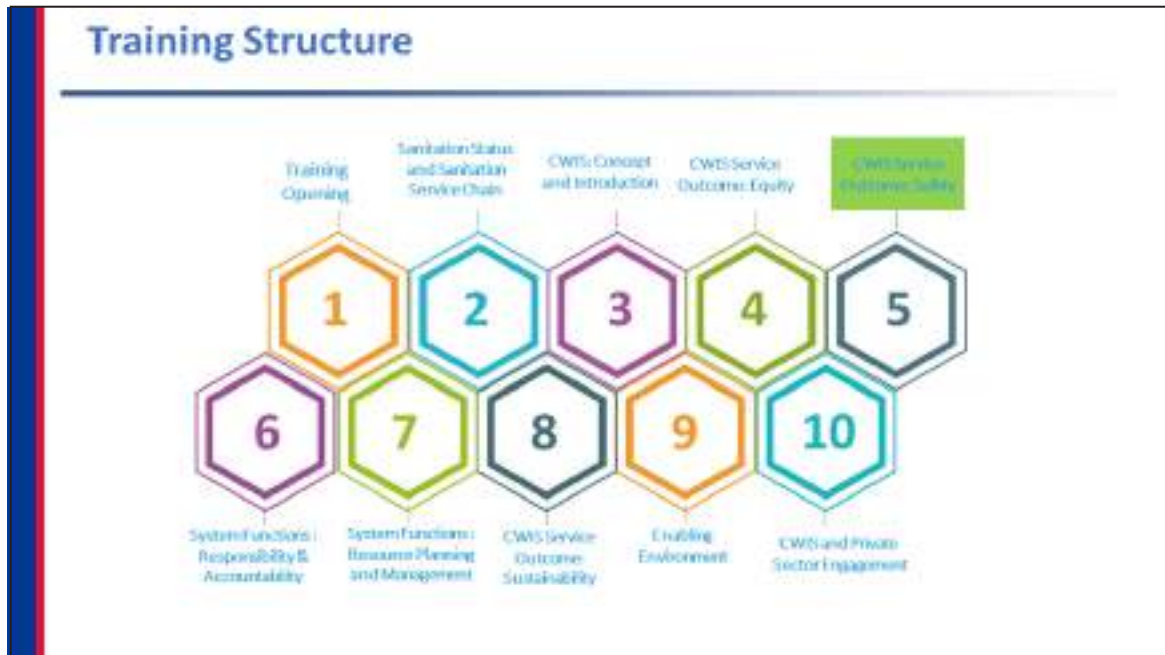 Training Structure
Training
Opening
Sanitation Status
and Sanitation
Service Chain
CWIS: Concept
and Introduction
CWIS Service
Outcome: Equity
CWIS Service
Outcome: Safety
1
2
3
4
5
6
7
8
9
10
System Functions :
Responsibility &
Accountability
System Functions :
Resource Planning
and Management
CWIS Service
Outcome:
Sustainability
Enabling
Environment
CWIS and Private
Sector Engagement